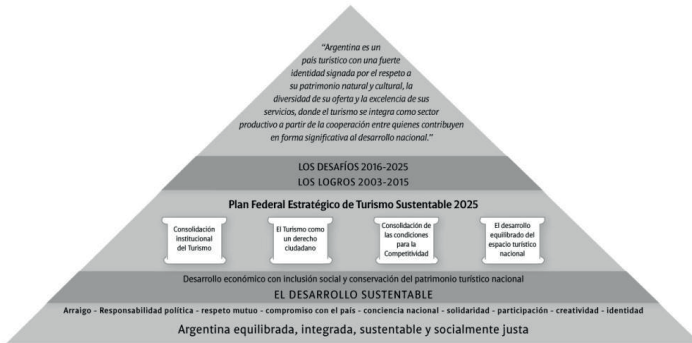 “Argentina es un
país turístico con una fuerte
identidad signada por el respeto a
su patrimonio natural y cultural, la
diversidad de su oferta y la excelencia de sus
servicios, donde el turismo se integra como sector
productivo a partir de la cooperación entre quienes contribuyen
en forma significativa al desarrollo nacional.”
LOS DESAFÍOS 2016-2025
LOS LOGROS 2003-2015
Plan Federal Estratégico de Turismo Sustentable 2025
Consolidación
Institucional
del Turismo
El Turismo como
un derecho
ciudadano
Consolidación de
las condiciones
para la
Competitividad
El desarrollo
equilibrado del
espacio turístico
nacional
Desarrollo económico con inclusión social y conservación del patrimonio turístico nacional
EL DESARROLLO SUSTENTABLE
Arraigo - Responsabilidad política - respeto mutuo - compromiso con el país - conciencia nacional - solidaridad - participación - creatividad - identidad
Argentina equilibrada, integrada, sustentable y socialmente justa